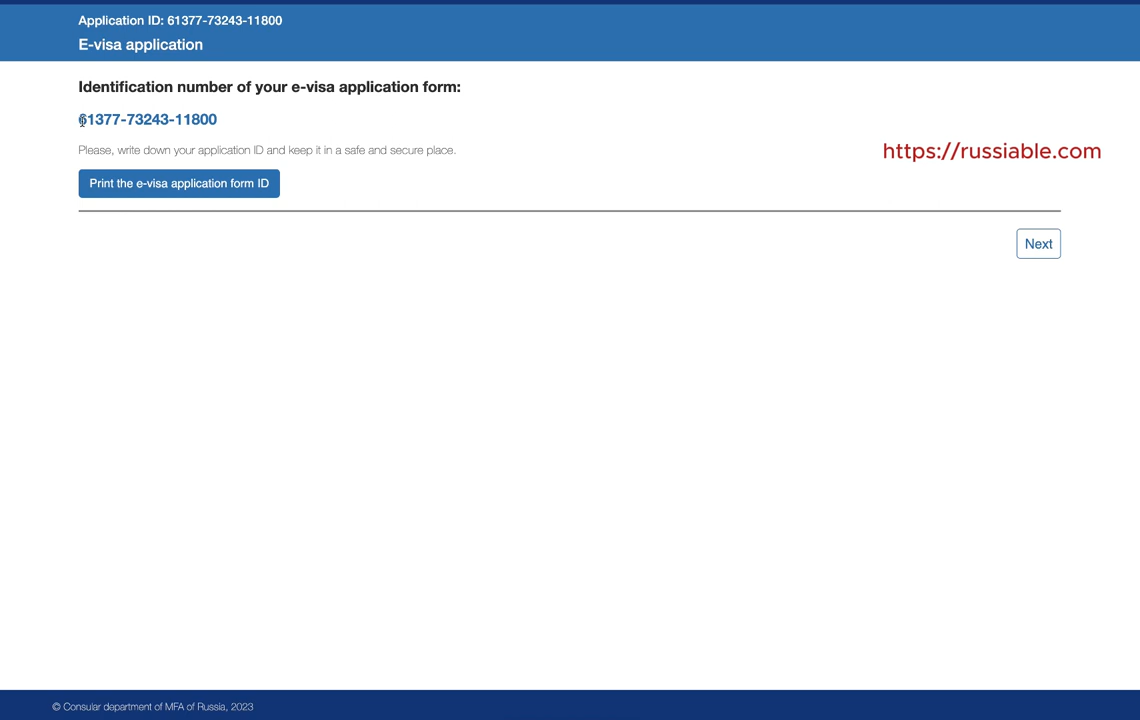 Application ID: 61377-73243-11800
E-visa application
Identification number of your e-visa application form:
61377-73243-11800
Please, write down your application ID and keep it in a safe and secure place.
https://russiable.com
Print the e-visa application form ID
Next
© Consular department of MFA of Russia, 2023